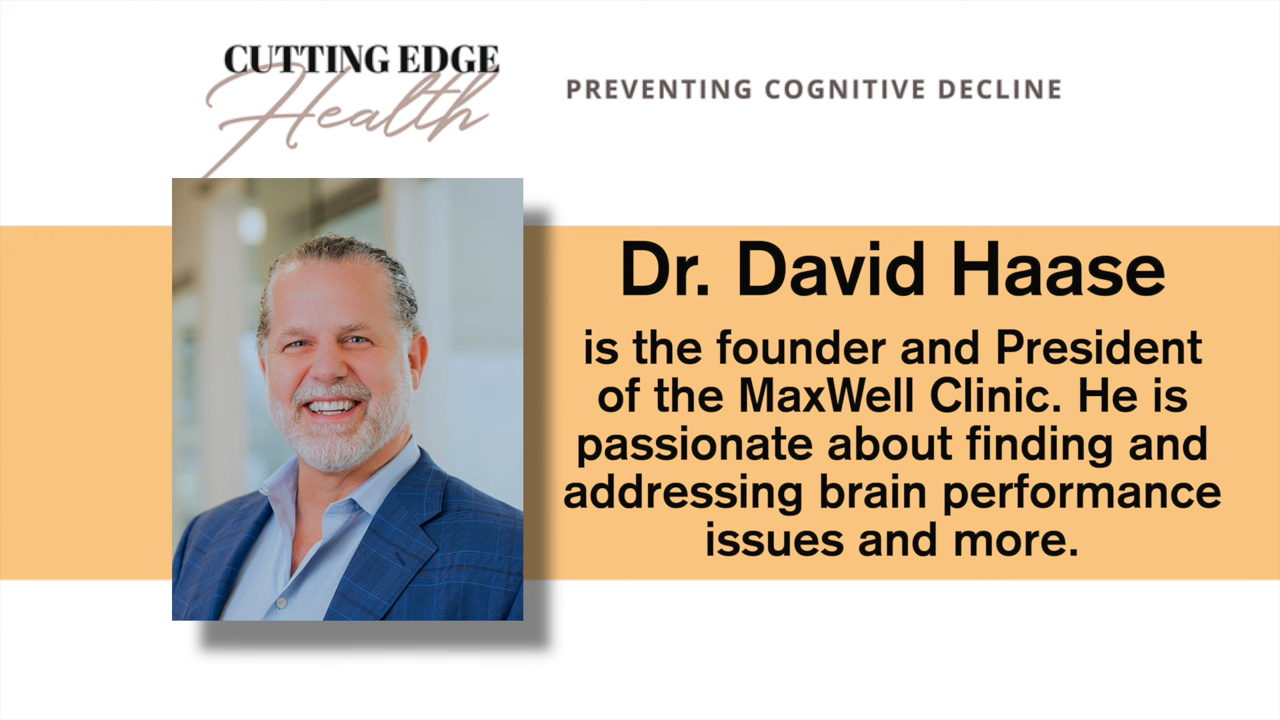 CUTTING EDGE
Health
PREVENTING COGNITIVE DECLINE
Dr. David Haase
is the founder and President
of the MaxWell Clinic. He is
passionate about finding and
addressing brain performance
issues and more.